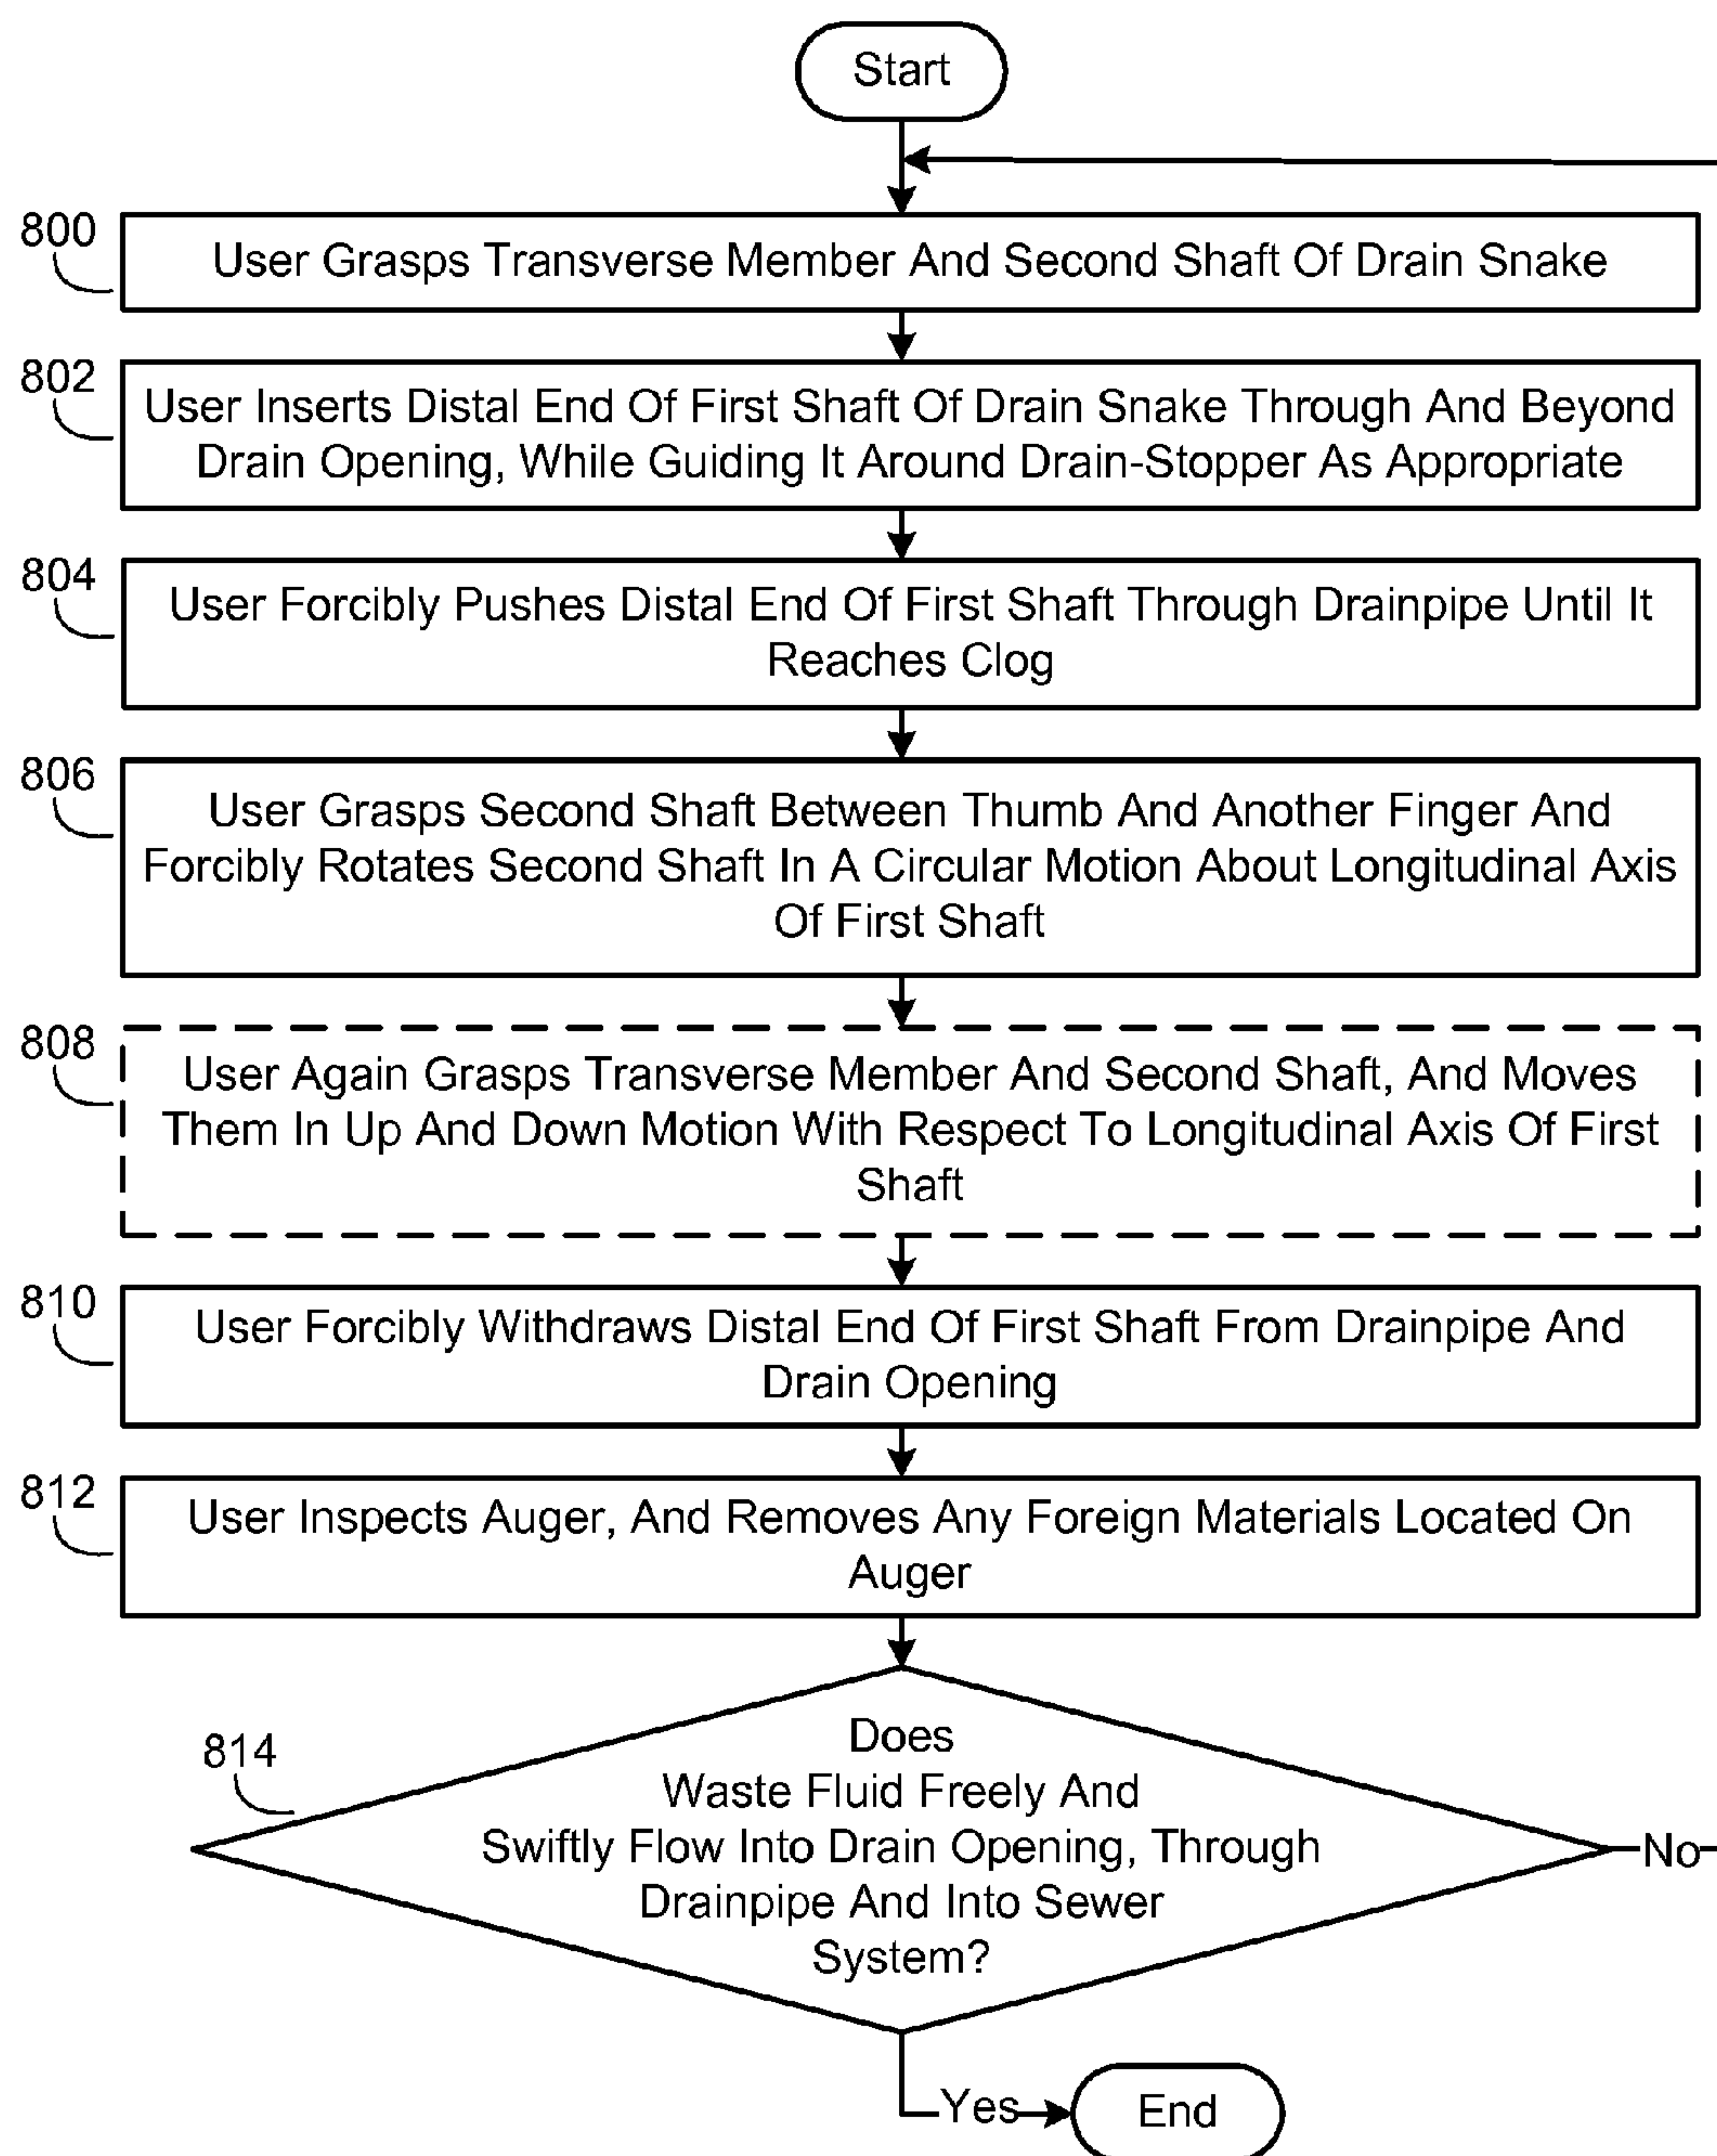 Start
800
User Grasps Transverse Member And Second Shaft Of Drain Snake
802
User Inserts Distal End Of First Shaft Of Drain Snake Through And Beyond
Drain Opening, While Guiding It Around Drain-Stopper As Appropriate
804
User Forcibly Pushes Distal End Of First Shaft Through Drainpipe Until It
Reaches Clog
806
User Grasps Second Shaft Between Thumb And Another Finger And
Forcibly Rotates Second Shaft In A Circular Motion About Longitudinal Axis
Of First Shaft
808
User Again Grasps Transverse Member And Second Shaft, And Moves
Them In Up And Down Motion With Respect To Longitudinal Axis Of First
Shaft
810
User Forcibly Withdraws Distal End Of First Shaft From Drainpipe And
Drain Opening
812
User Inspects Auger, And Removes Any Foreign Materials Located On
Auger
814
Does
Waste Fluid Freely And
Swiftly Flow Into Drain Opening, Through
Drainpipe And Into Sewer
System?
No
Yes
End